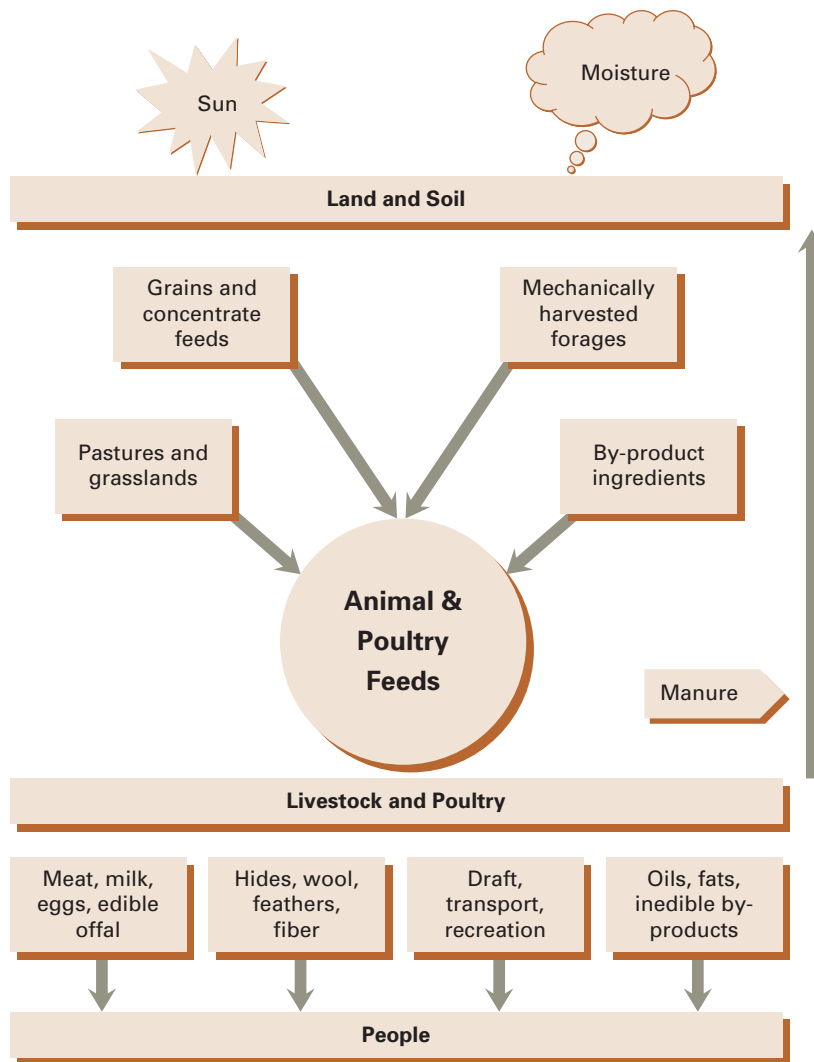 Sun
Moisture
Land and Soil
Grains and
concentrate
feeds
Mechanically
harvested
forages
Pastures and
grasslands
By-product
ingredients
Animal &
Poultry
Feeds
Manure
Livestock and Poultry
Meat, milk,
eggs, edible
offal
Hides, wool,
feathers,
fiber
Draft,
transport,
recreation
Oils, fats,
inedible by-
products
People